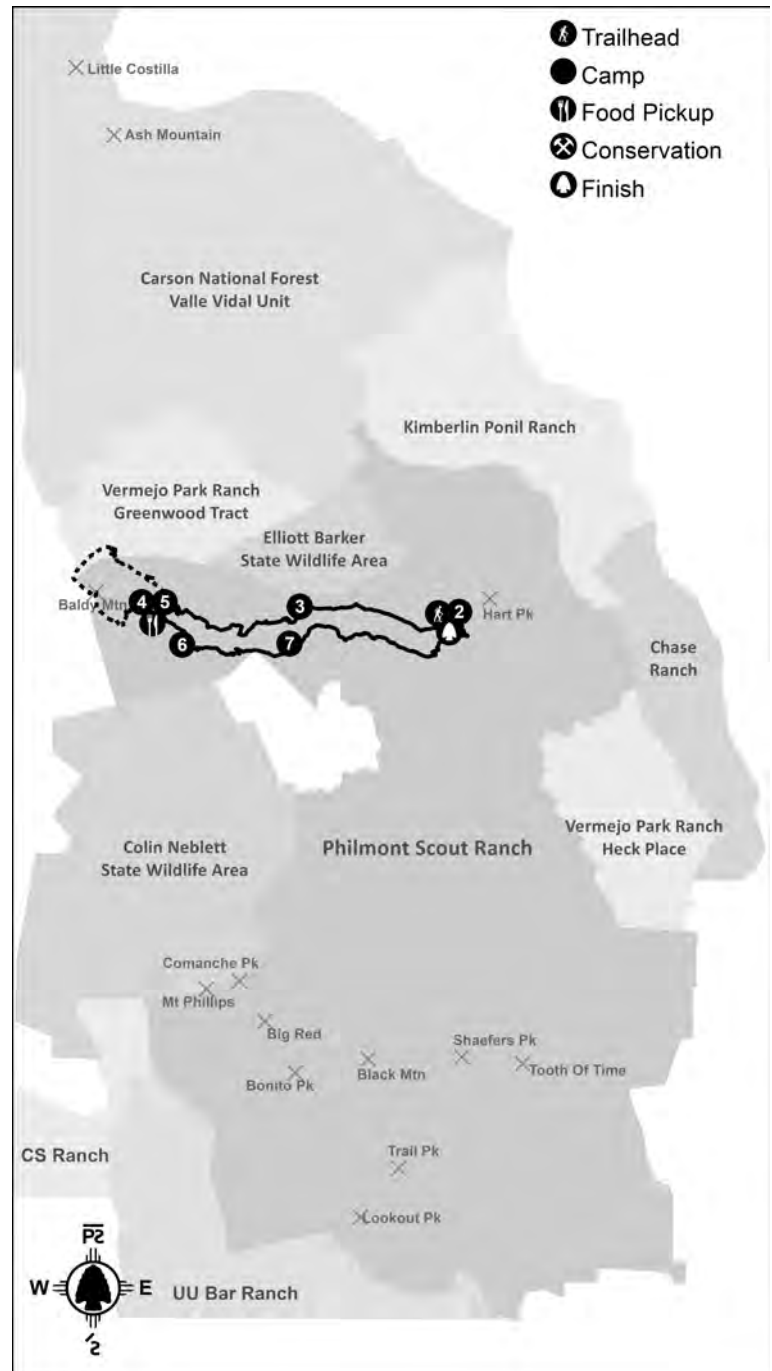 Trailhead
Camp
Food Pickup
Conservation
Finish
Little Costilla
Ash Mountain
Carson National Forest
Valle Vidal Unit
Kimberlin Ponil Ranch
Vermejo Park Ranch
Greenwood Tract
Elliott Barker
State Wildlife Area
Baldy Mtn
4
5
3
2
Hart Pk
6
7
Chase
Ranch
Colin Neblett
State Wildlife Area
Philmont Scout Ranch
Vermejo Park Ranch
Heck Place
Comanche Pk
Mt Phillips
Big Red
Bonito Pk
Black Mtn
Shaefers Pk
Tooth Of Time
Trail Pk
Lookout Pk
CS Ranch
W
E
UU Bar Ranch